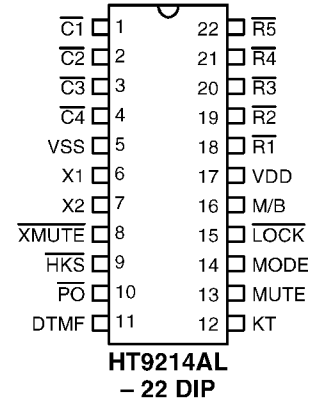 C1 1 22 R5
C2 2 21 R4
C3 3 20 R3
C4 4 19 R2
VSS 5 18 R1
X1 6 17 VDD
X2 7 16 M/B
XMUTE 8 15 LOCK
HKS 9 14 MODE
PO 10 13 MUTE
DTMF 11 12 KT
HT9214AL
– 22 DIP